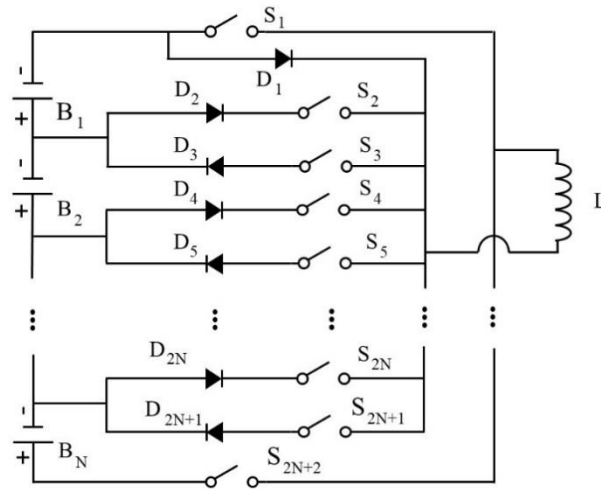 S1
- D1
D2 S2
+ B1
D3 S3
- D4 S4
+ B2 L
D5 S5
... ... ... ... ...
D2N S2N
- D2N+1 S2N+1
+ BN S2N+2